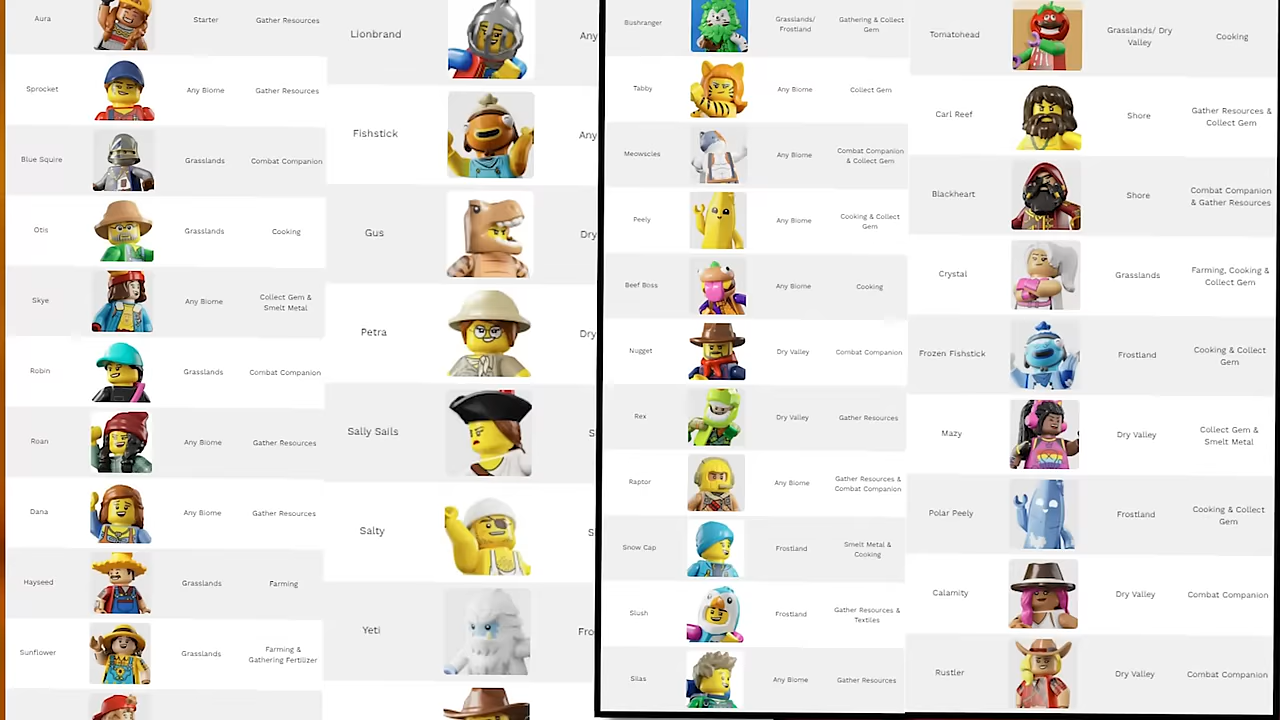 Aura
Starter
Gather Resources
Sprocket
Any Biome
Gather Resources
Blue Squire
Grasslands
Combat Companion
Otis
Grasslands
Cooking
Skye
Any Biome
Collect Gem &
Smelt Metal
Robin
Grasslands
Combat Companion
Roan
Any Biome
Gather Resources
Dana
Any Biome
Gather Resources
Hayseed
Grasslands
Farming
Sunflower
Grasslands
Farming &
Gathering Fertilizer
Lionbrand
Any
Fishstick
Any
Gus
Dry
Petra
Dry
Sally Sails
S
Salty
S
Yeti
Fro
Bushranger
Grasslands/
Frostland
Gathering & Collect
Gem
Tabby
Any Biome
Collect Gem
Meowscles
Any Biome
Combat Companion
& Collect Gem
Peely
Any Biome
Cooking & Collect
Gem
Beef Boss
Any Biome
Cooking
Nugget
Dry Valley
Combat Companion
Rex
Dry Valley
Gather Resources
Raptor
Any Biome
Gather Resources &
Combat Companion
Snow Cap
Frostland
Smelt Metal &
Cooking
Slush
Frostland
Gather Resources &
Textiles
Silas
Any Biome
Gather Resources
Tomatohead
Grasslands/ Dry
Valley
Cooking
Carl Reef
Shore
Gather Resources &
Collect Gem
Blackheart
Shore
Combat Companion
& Gather Resources
Crystal
Grasslands
Farming, Cooking &
Collect Gem
Frozen Fishstick
Frostland
Cooking & Collect
Gem
Mazy
Dry Valley
Collect Gem &
Smelt Metal
Polar Peely
Frostland
Cooking & Collect
Gem
Calamity
Dry Valley
Combat Companion
Rustler
Dry Valley
Combat Companion